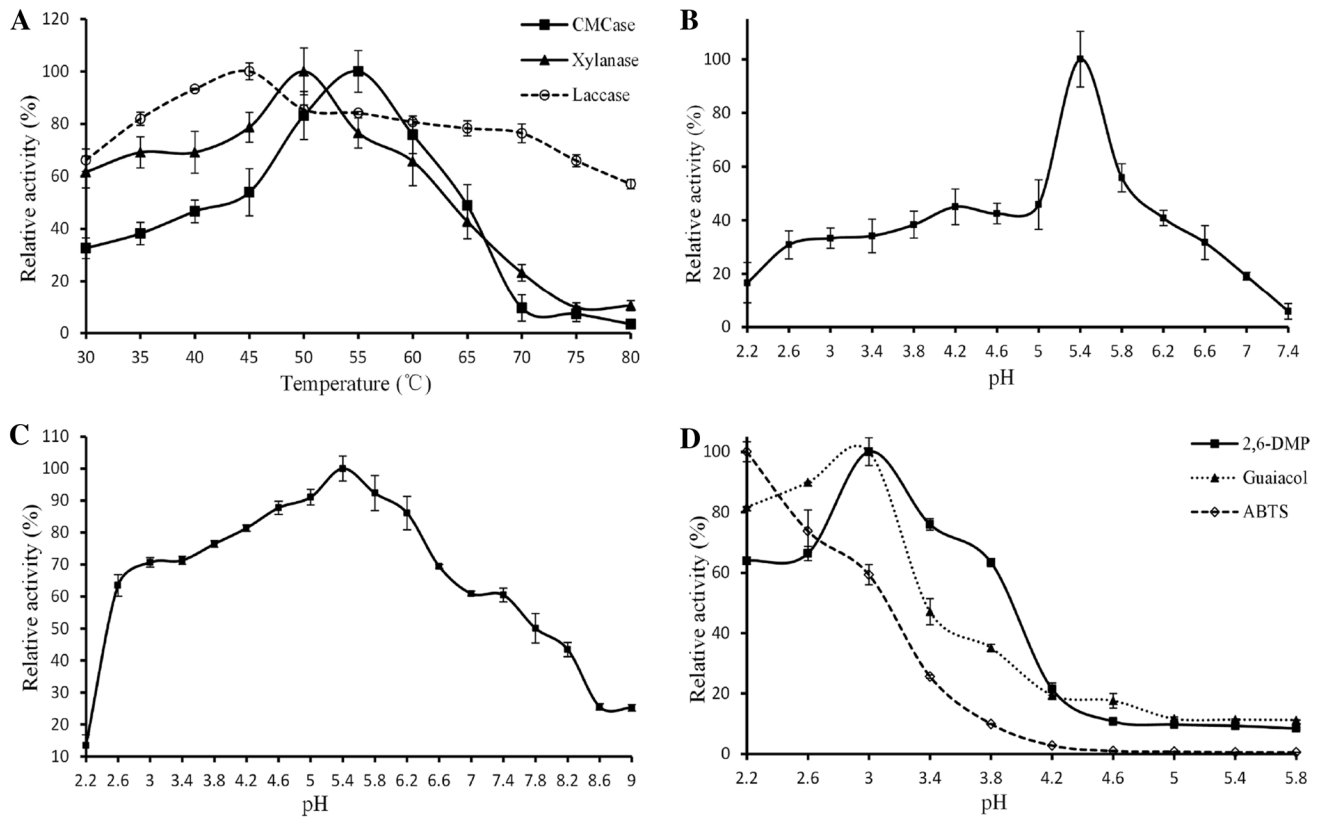 A
120
100
80
60
40
20
0
Relative activity (%)
CMCase
Xylanase
Laccase
30 35 40 45 50 55 60 65 70 75 80
Temperature (℃)
B
100
80
60
40
20
0
Relative activity (%)
2.2 2.6 3 3.4 3.8 4.2 4.6 5 5.4 5.8 6.2 6.6 7 7.4
pH
C
110
100
90
80
70
60
50
40
30
20
10
Relative activity (%)
2.2 2.6 3 3.4 3.8 4.2 4.6 5 5.4 5.8 6.2 6.6 7 7.4 7.8 8.2 8.6 9
pH
D
100
80
60
40
20
0
Relative activity (%)
2,6-DMP
Guaiacol
ABTS
2.2 2.6 3 3.4 3.8 4.2 4.6 5 5.4 5.8
pH